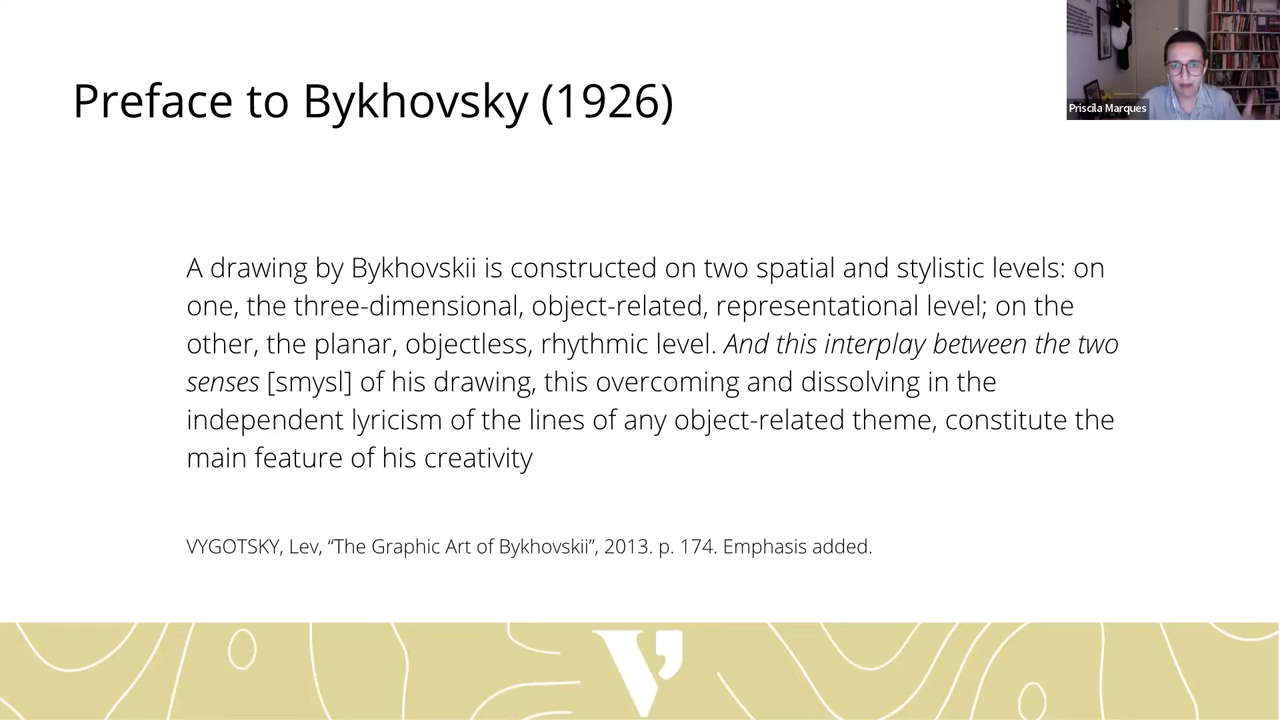 Preface to Bykhovsky (1926)
Priscila Marques
A drawing by Bykhovskii is constructed on two spatial and stylistic levels: on
one, the three-dimensional, object-related, representational level; on the
other, the planar, objectless, rhythmic level. And this interplay between the two
senses [smysl] of his drawing, this overcoming and dissolving in the
independent lyricism of the lines of any object-related theme, constitute the
main feature of his creativity
VYGOTSKY, Lev, “The Graphic Art of Bykhovskii”, 2013. p. 174. Emphasis added.
V’